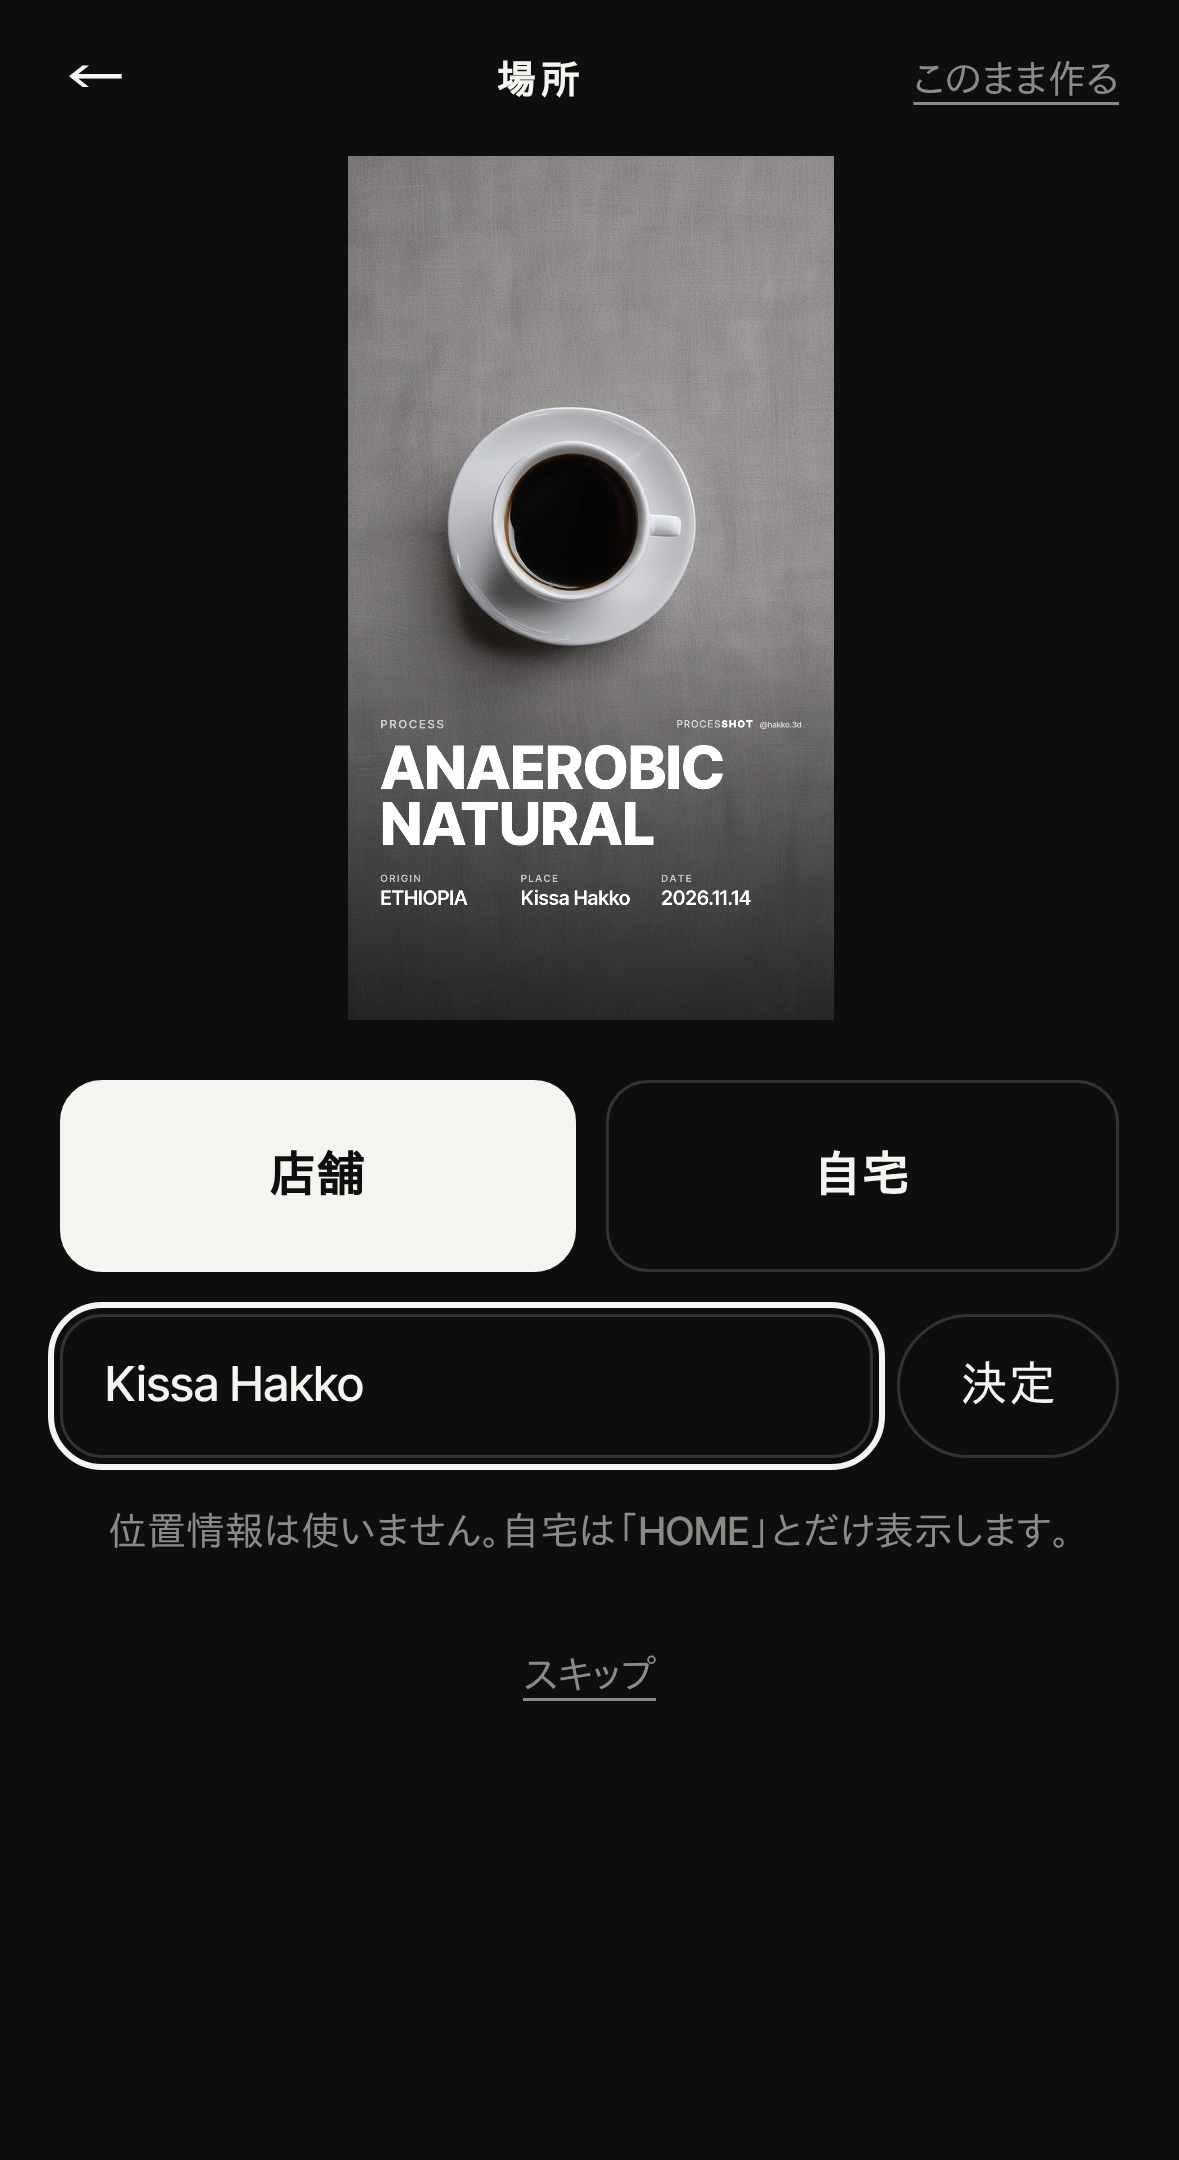 ←
場所
このまま作る
PROCESS
PROCESSHOT @hakko.3d
ANAEROBIC
NATURAL
ORIGIN PLACE DATE
ETHIOPIA Kissa Hakko 2026.11.14
店舗
自宅
Kissa Hakko
決定
位置情報は使いません。自宅は「HOME」とだけ表示します。
スキップ